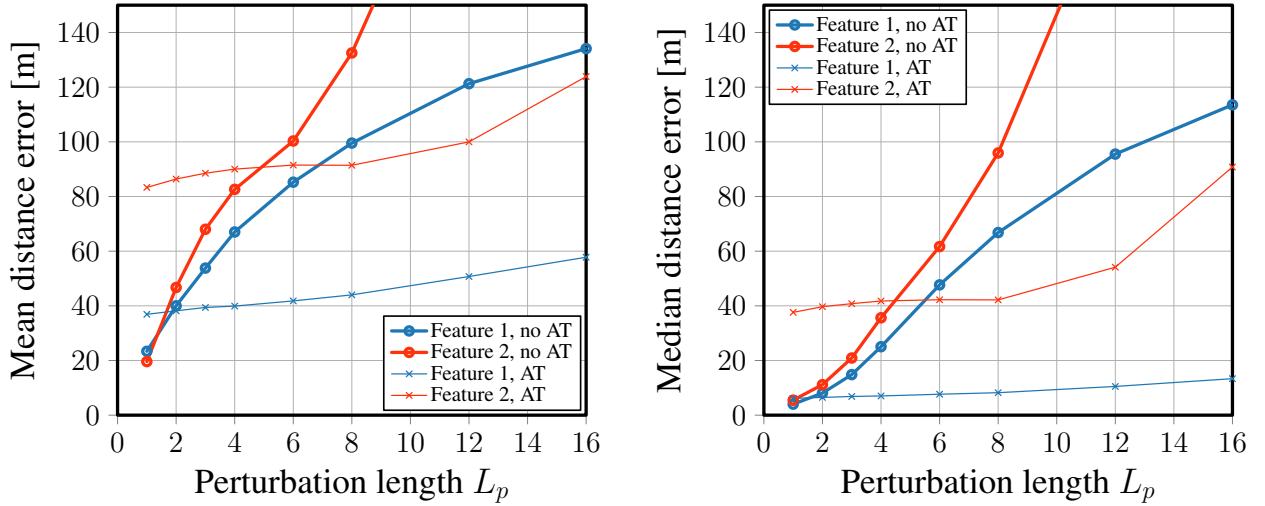 Mean distance error [m]
140
120
100
80
60
40
20
0
0 2 4 6 8 10 12 14 16
Perturbation length L_p
Feature 1, no AT
Feature 2, no AT
Feature 1, AT
Feature 2, AT
Median distance error [m]
140
120
100
80
60
40
20
0
0 2 4 6 8 10 12 14 16
Perturbation length L_p
Feature 1, no AT
Feature 2, no AT
Feature 1, AT
Feature 2, AT